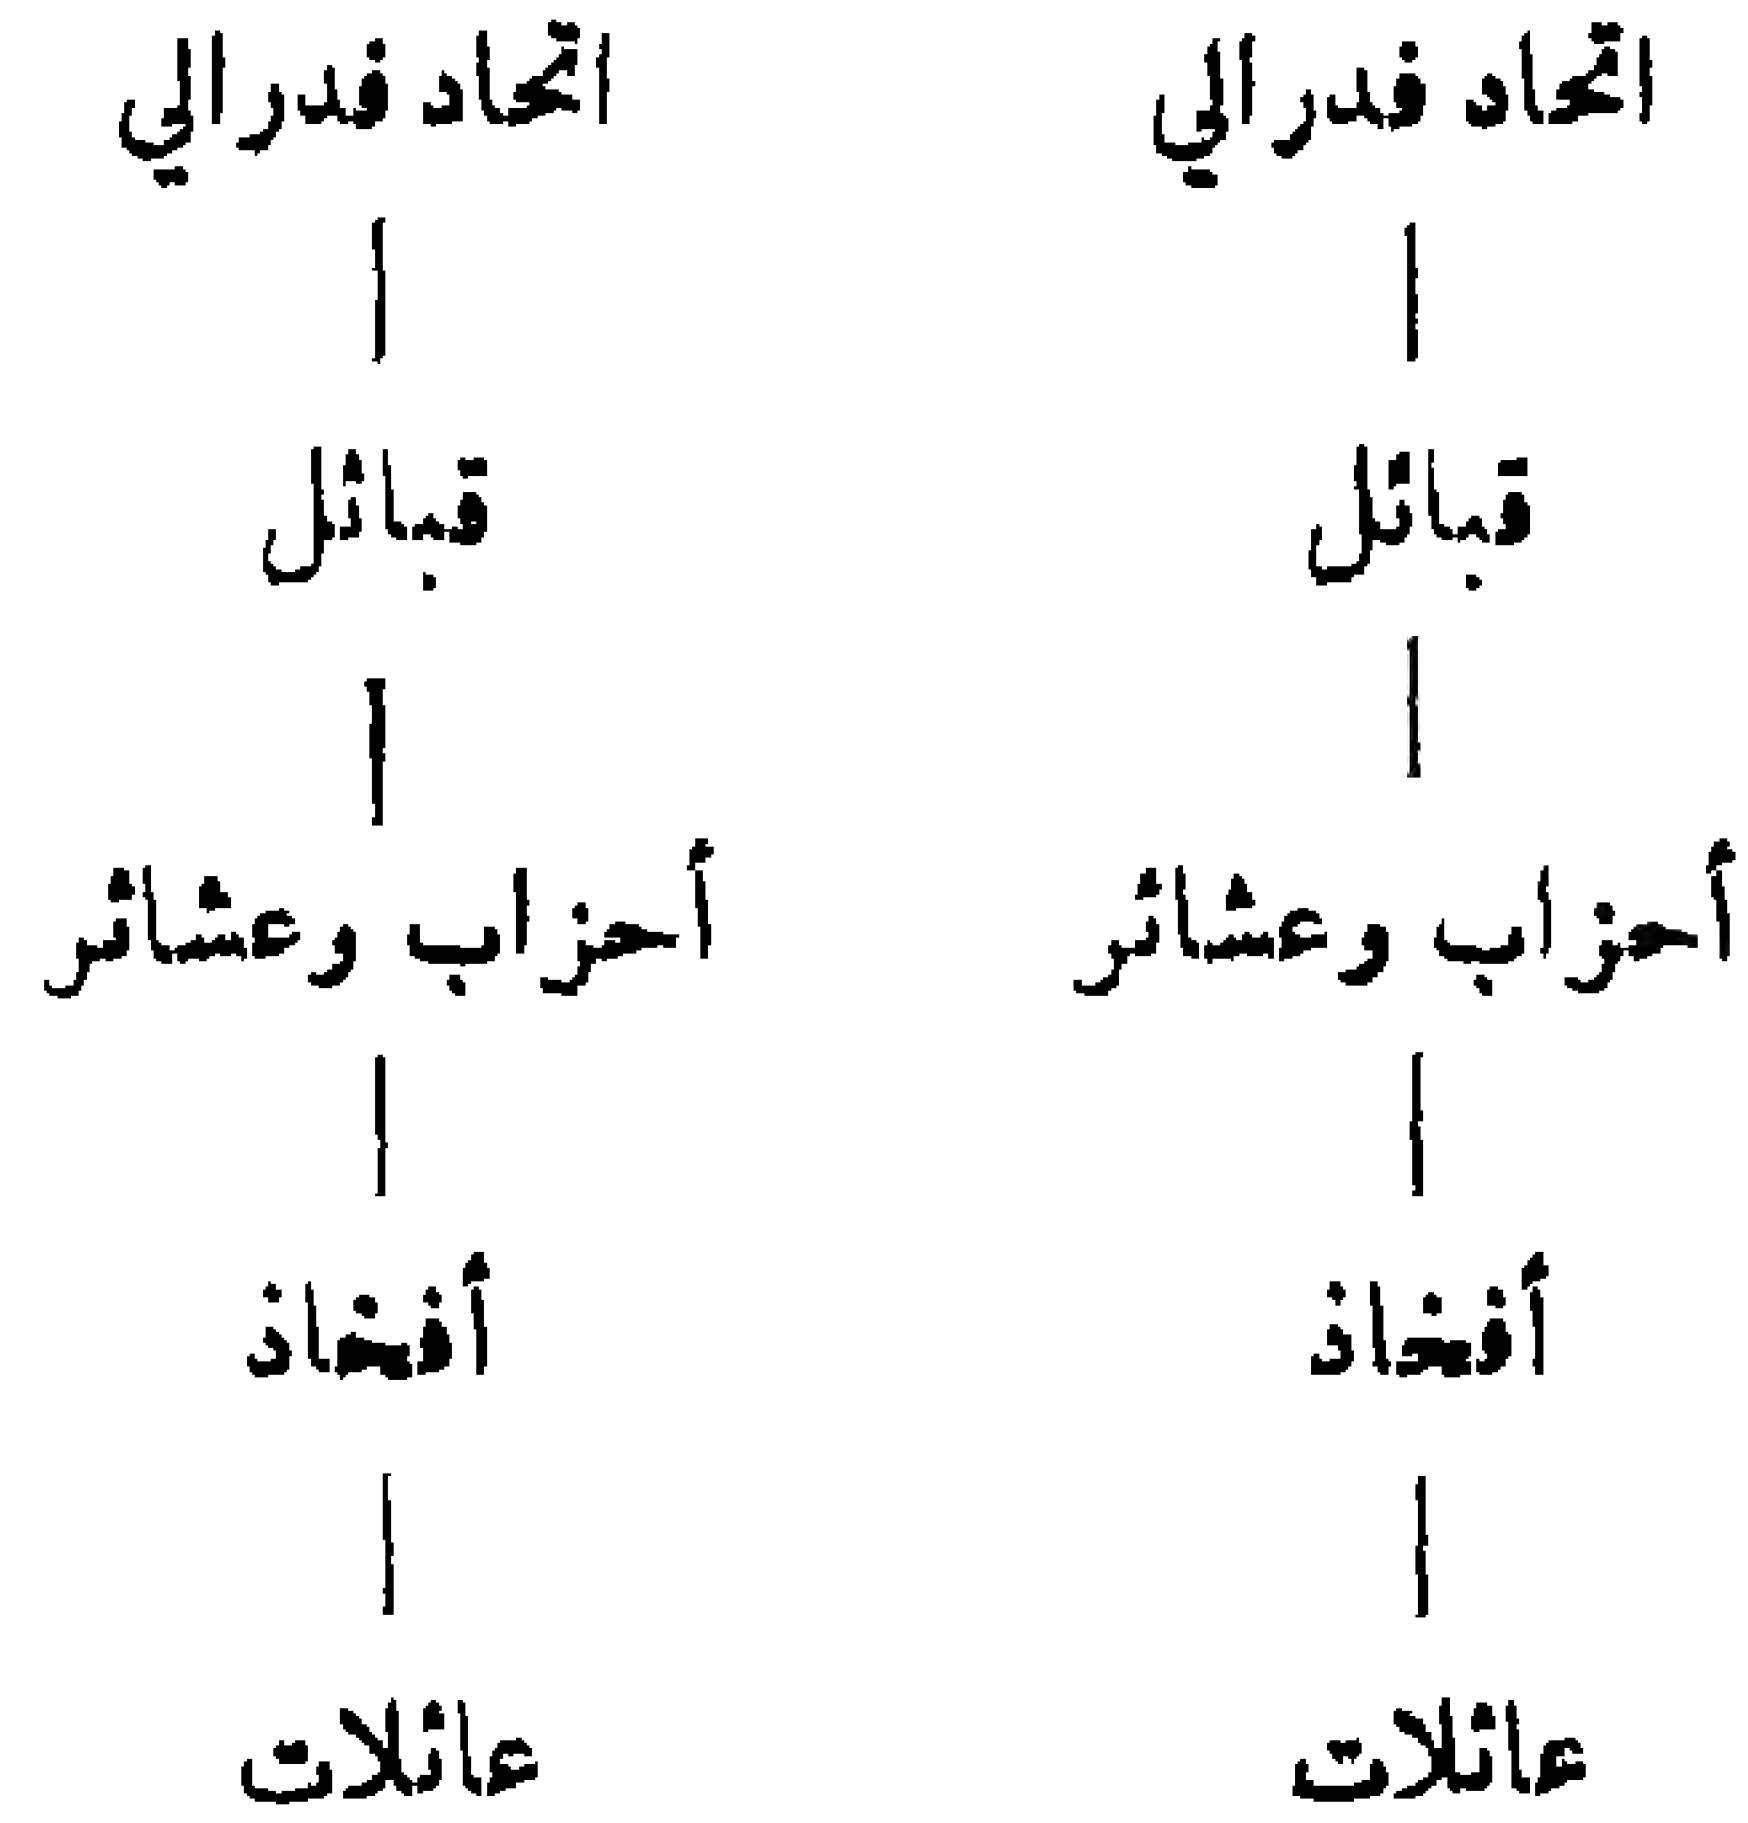 اتحاد فدرالي اتحاد فدرالي
قبائل قبائل
أحزاب وعشائر أحزاب وعشائر
أفخاذ أفخاذ
عائلات عائلات